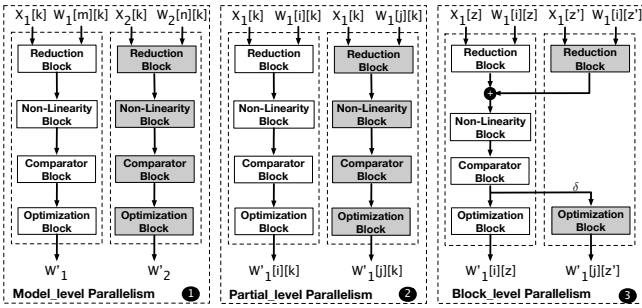 X1[k] W1[m][k] X2[k] W2[n][k] X1[k] W1[i][k] X1[k] W1[j][k] X1[z] W1[i][z] X1[z'] W1[i][z']
Reduction Block Reduction Block Reduction Block Reduction Block Reduction Block Reduction Block
+
Non-Linearity Block Non-Linearity Block Non-Linearity Block Non-Linearity Block Non-Linearity Block
Comparator Block Comparator Block Comparator Block Comparator Block Comparator Block
δ
Optimization Block Optimization Block Optimization Block Optimization Block Optimization Block Optimization Block
W'1 W'2 W'1[i][k] W'1[j][k] W'1[i][z] W'1[j][z']
Model_level Parallelism 1 Partial_level Parallelism 2 Block_level Parallelism 3